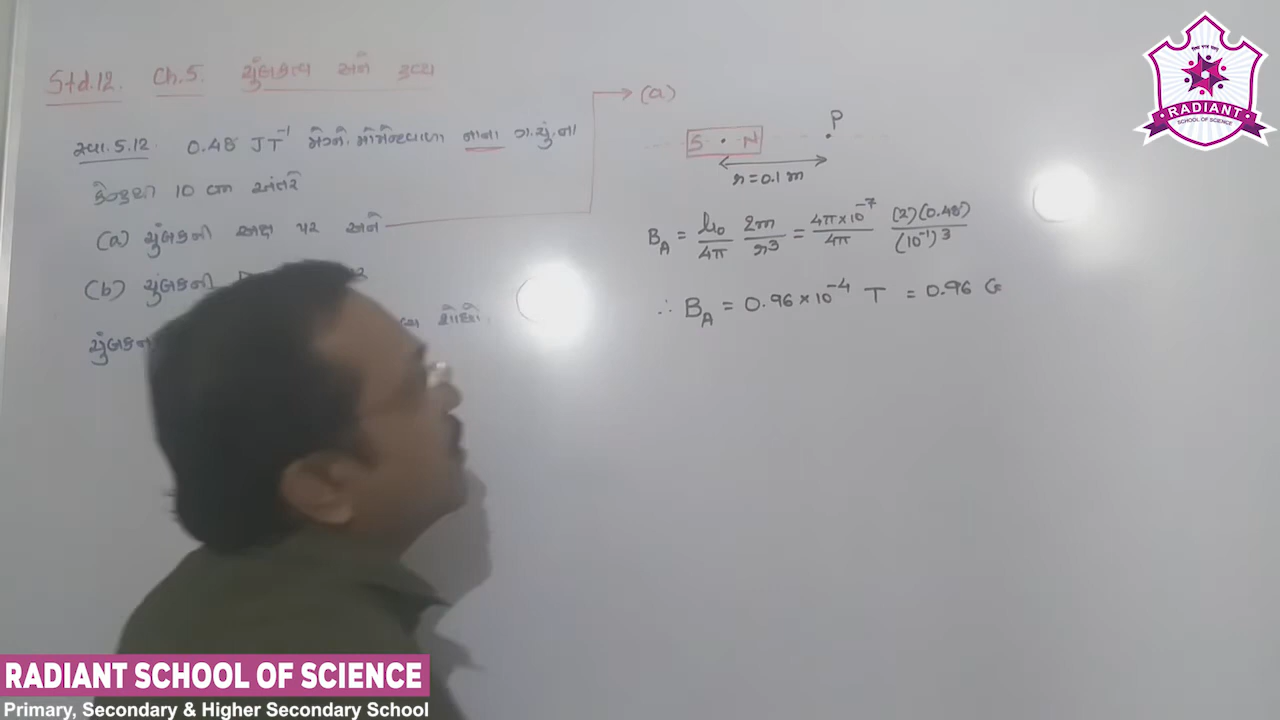 Std.12. Ch.5. ચુંબકત્વ અને દ્રવ્ય
સ્વા.5.12. 0.48 JT⁻¹ મેગ્ને. મોમેન્ટવાળા નાના ગ.ચું.ના
કેન્દ્રથી 10 cm અંતરે
(a) ચુંબકની અક્ષ પર અને
(b) ચુંબકની
શોધો.
(a)
P
S . N
r = 0.1 m
B_A = μ₀/4π 2m/r³ = 4π×10⁻⁷/4π (2)(0.48)/(10⁻¹)³
∴ B_A = 0.96 × 10⁻⁴ T = 0.96 G
RADIANT
SCHOOL OF SCIENCE
RADIANT SCHOOL OF SCIENCE
Primary, Secondary & Higher Secondary School